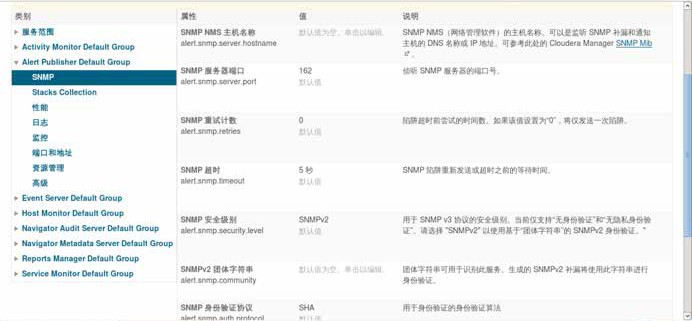 类别
服务范围
Activity Monitor Default Group
Alert Publisher Default Group
SNMP
Stacks Collection
性能
日志
监控
端口和地址
资源管理
高级
Event Server Default Group
Host Monitor Default Group
Navigator Audit Server Default Group
Navigator Metadata Server Default Group
Reports Manager Default Group
Service Monitor Default Group
属性 值 说明
SNMP NMS 主机名称 默认值为空。单击以编辑。 SNMP NMS（网络管理软件）的主机名称。可以是监听 SNMP 补漏和通知
alert.snmp.server.hostname 主机的 DNS 名称或 IP 地址。可参考此处的 Cloudera Manager SNMP Mib
。
SNMP 服务器端口 162 侦听 SNMP 服务器的端口号。
alert.snmp.server.port 默认值
SNMP 重试计数 0 陷阱超时前尝试的时间数。如果该值设置为“0”，将仅发送一次陷阱。
alert.snmp.retries 默认值
SNMP 超时 5 秒 SNMP 陷阱重新发送或超时之前的等待时间。
alert.snmp.timeout 默认值
SNMP 安全级别 SNMPv2 用于 SNMP v3 协议的安全级别。当前仅支持“无身份验证”和“无隐私身份验
alert.snmp.security.level 默认值 证”。请选择 "SNMPv2" 以使用基于“团体字符串”的 SNMPv2 身份验证。"
SNMPv2 团体字符串 默认值为空。单击以编辑。 团体字符串可用于识别此服务。生成的 SNMPv2 补漏将使用此字符串进行
alert.snmp.community 身份验证。
SNMP 身份验证协议 SHA 用于身份验证的身份验证算法
alert.snmp.auth.protocol 默认值